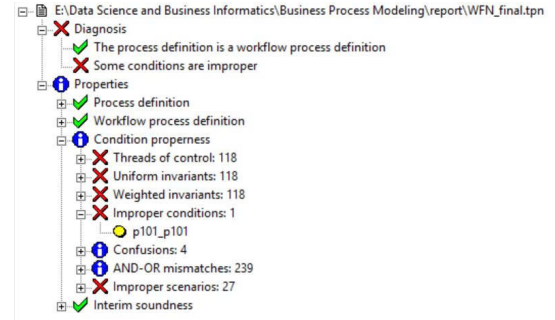 E:\Data Science and Business Informatics\Business Process Modeling\report\WFN_final.tpn
Diagnosis
The process definition is a workflow process definition
Some conditions are improper
Properties
Process definition
Workflow process definition
Condition properness
Threads of control: 118
Uniform invariants: 118
Weighted invariants: 118
Improper conditions: 1
p101_p101
Confusions: 4
AND-OR mismatches: 239
Improper scenarios: 27
Interim soundness